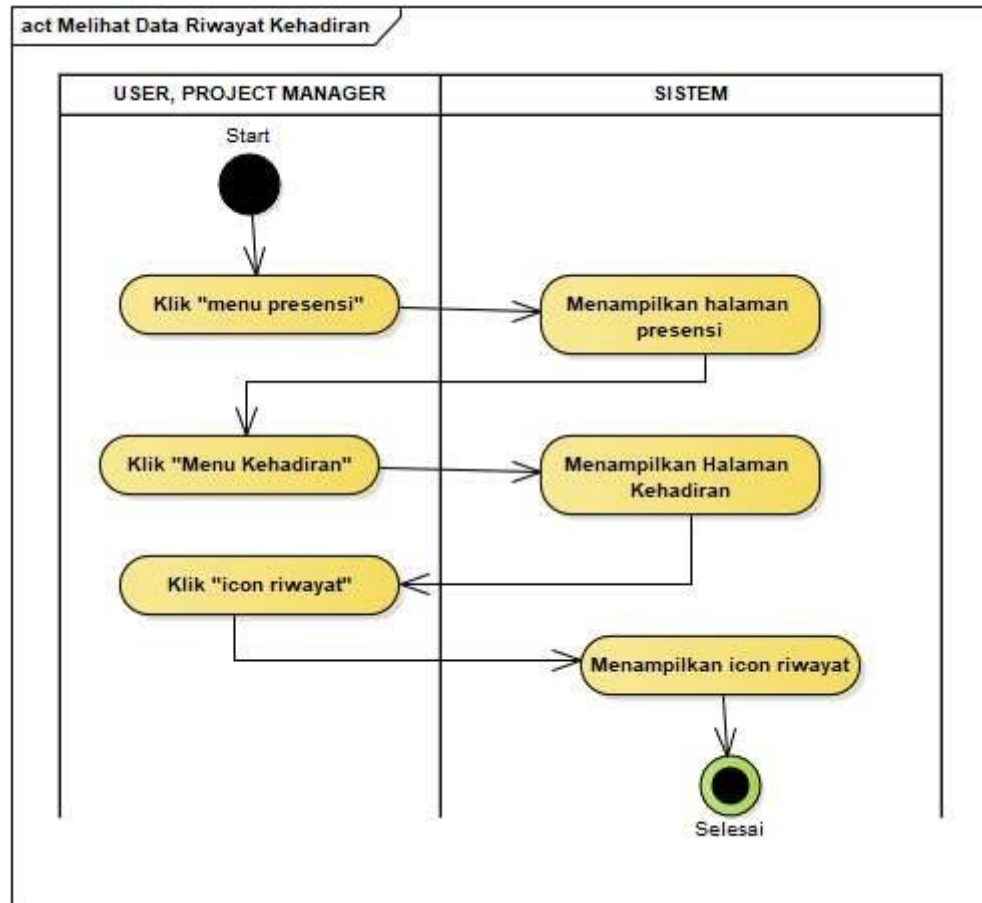 act Melihat Data Riwayat Kehadiran
USER, PROJECT MANAGER
SISTEM
Start
Klik "menu presensi"
Menampilkan halaman
presensi
Klik "Menu Kehadiran"
Menampilkan Halaman
Kehadiran
Klik "icon riwayat"
Menampilkan icon riwayat
Selesai